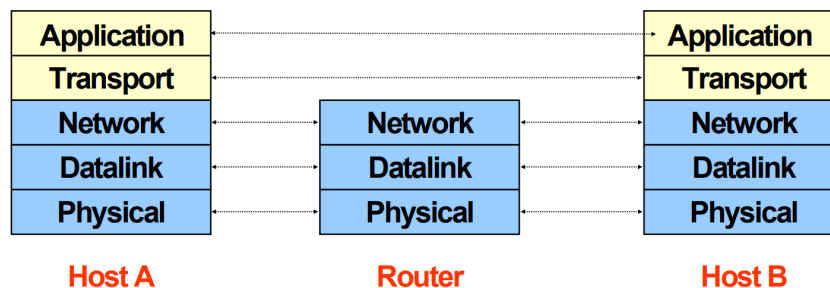 Application Application
Transport Transport
Network Network Network
Datalink Datalink Datalink
Physical Physical Physical
Host A Router Host B